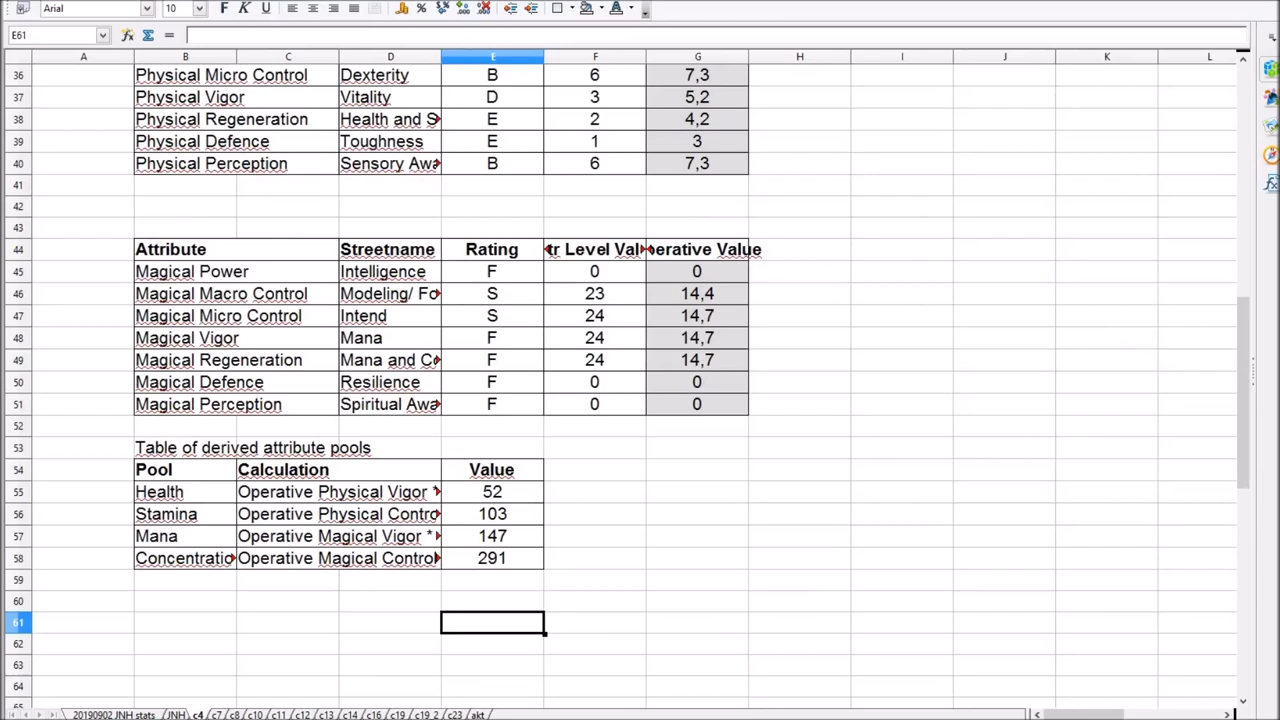 Arial 10 F K U
E61
A B C D E F G H I J K L
36 Physical Micro Control Dexterity B 6 7,3
37 Physical Vigor Vitality D 3 5,2
38 Physical Regeneration Health and S E 2 4,2
39 Physical Defence Toughness E 1 3
40 Physical Perception Sensory Awa B 6 7,3
41
42
43
44 Attribute Streetname Rating tr Level Val perative Value
45 Magical Power Intelligence F 0 0
46 Magical Macro Control Modeling/ Fo S 23 14,4
47 Magical Micro Control Intend S 24 14,7
48 Magical Vigor Mana F 24 14,7
49 Magical Regeneration Mana and Co F 24 14,7
50 Magical Defence Resilience F 0 0
51 Magical Perception Spiritual Awa F 0 0
52
53 Table of derived attribute pools
54 Pool Calculation Value
55 Health Operative Physical Vigor * 52
56 Stamina Operative Physical Contro 103
57 Mana Operative Magical Vigor * 147
58 Concentratio Operative Magical Control 291
59
60
61
62
63
64
20190902 JNH stats JNH c4 c7 c8 c10 c11 c12 c13 c14 c16 c19 c19_2 c23 akt